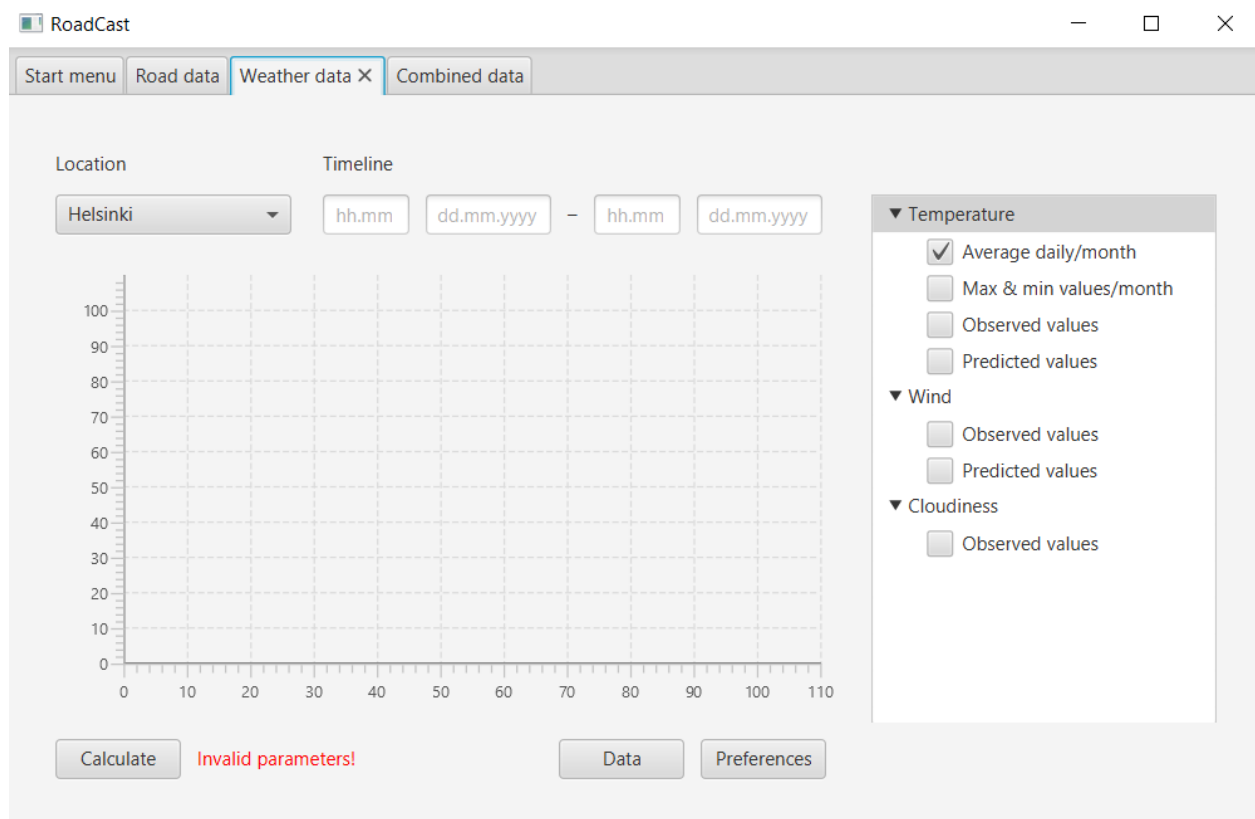 RoadCast
Start menu Road data Weather data Combined data
Location Timeline
Helsinki hh.mm dd.mm.yyyy – hh.mm dd.mm.yyyy
Temperature
Average daily/month
Max & min values/month
Observed values
Predicted values
Wind
Observed values
Predicted values
Cloudiness
Observed values
100
90
80
70
60
50
40
30
20
10
0
0 10 20 30 40 50 60 70 80 90 100 110
Calculate Invalid parameters! Data Preferences